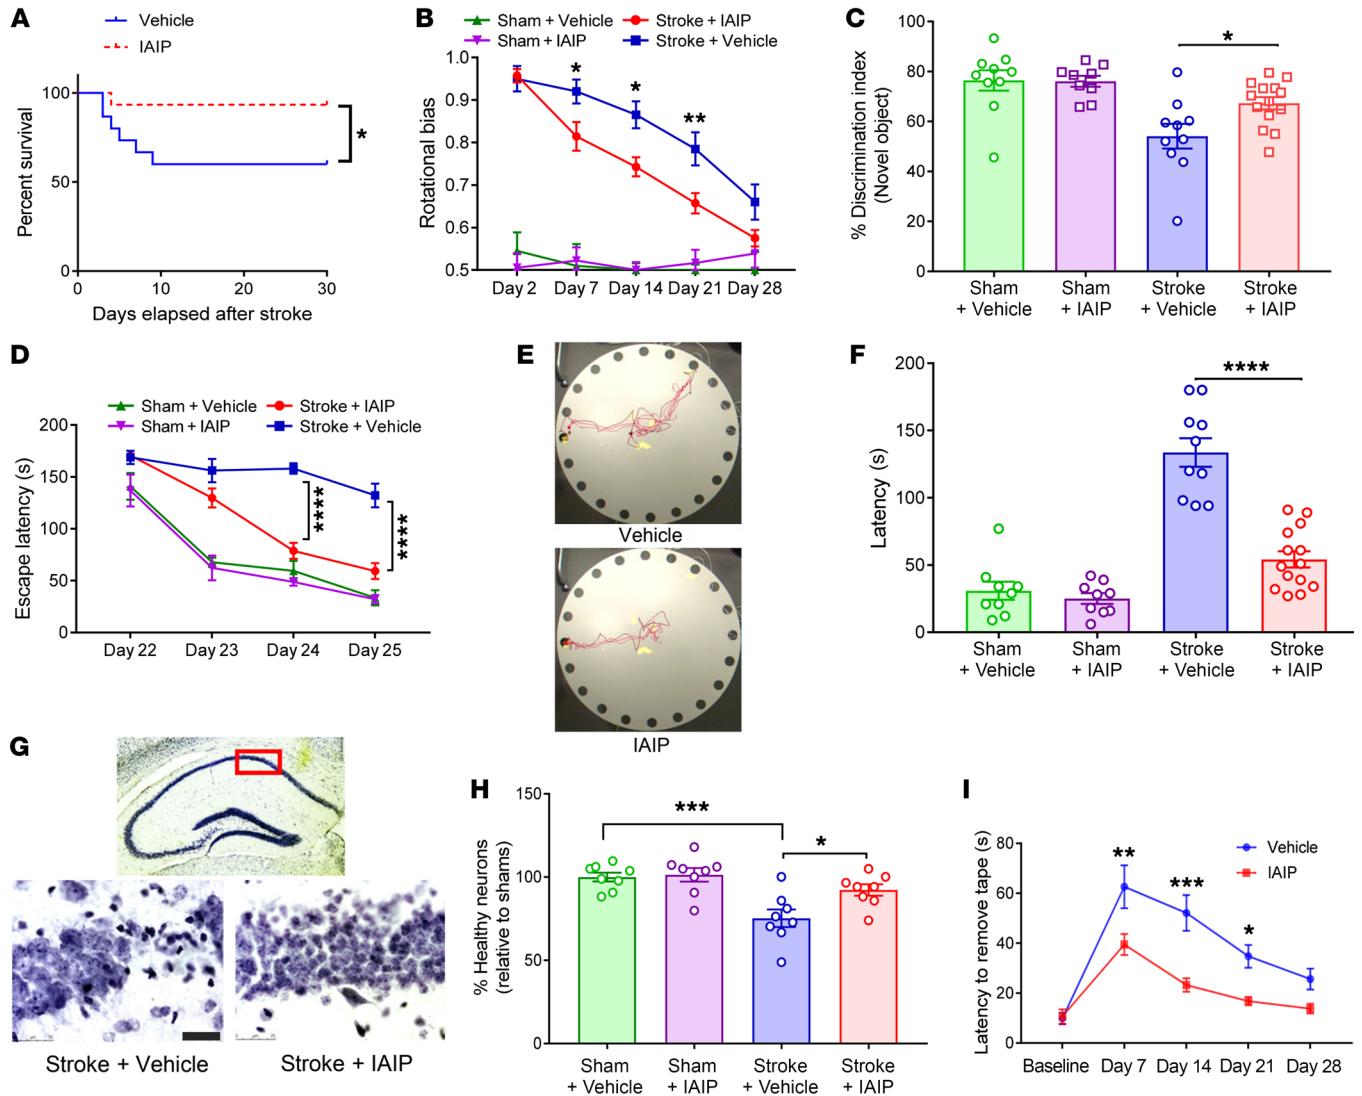 A
Vehicle
IAIP
Percent survival
100
50
0
*
0 10 20 30
Days elapsed after stroke
B
Sham + Vehicle
Sham + IAIP
Stroke + IAIP
Stroke + Vehicle
Rotational bias
1.0
0.9
0.8
0.7
0.6
0.5
*
*
**
Day 2 Day 7 Day 14 Day 21 Day 28
C
% Discrimination index
(Novel object)
100
80
60
40
20
0
*
Sham
+ Vehicle
Sham
+ IAIP
Stroke
+ Vehicle
Stroke
+ IAIP
D
Sham + Vehicle
Sham + IAIP
Stroke + IAIP
Stroke + Vehicle
Escape latency (s)
200
150
100
50
0
****
****
Day 22 Day 23 Day 24 Day 25
E
Vehicle
IAIP
F
Latency (s)
200
150
100
50
0
****
Sham
+ Vehicle
Sham
+ IAIP
Stroke
+ Vehicle
Stroke
+ IAIP
G
Stroke + Vehicle
Stroke + IAIP
H
% Healthy neurons
(relative to shams)
150
100
50
0
***
*
Sham
+ Vehicle
Sham
+ IAIP
Stroke
+ Vehicle
Stroke
+ IAIP
I
Latency to remove tape (s)
80
60
40
20
0
**
***
*
Vehicle
IAIP
Baseline Day 7 Day 14 Day 21 Day 28